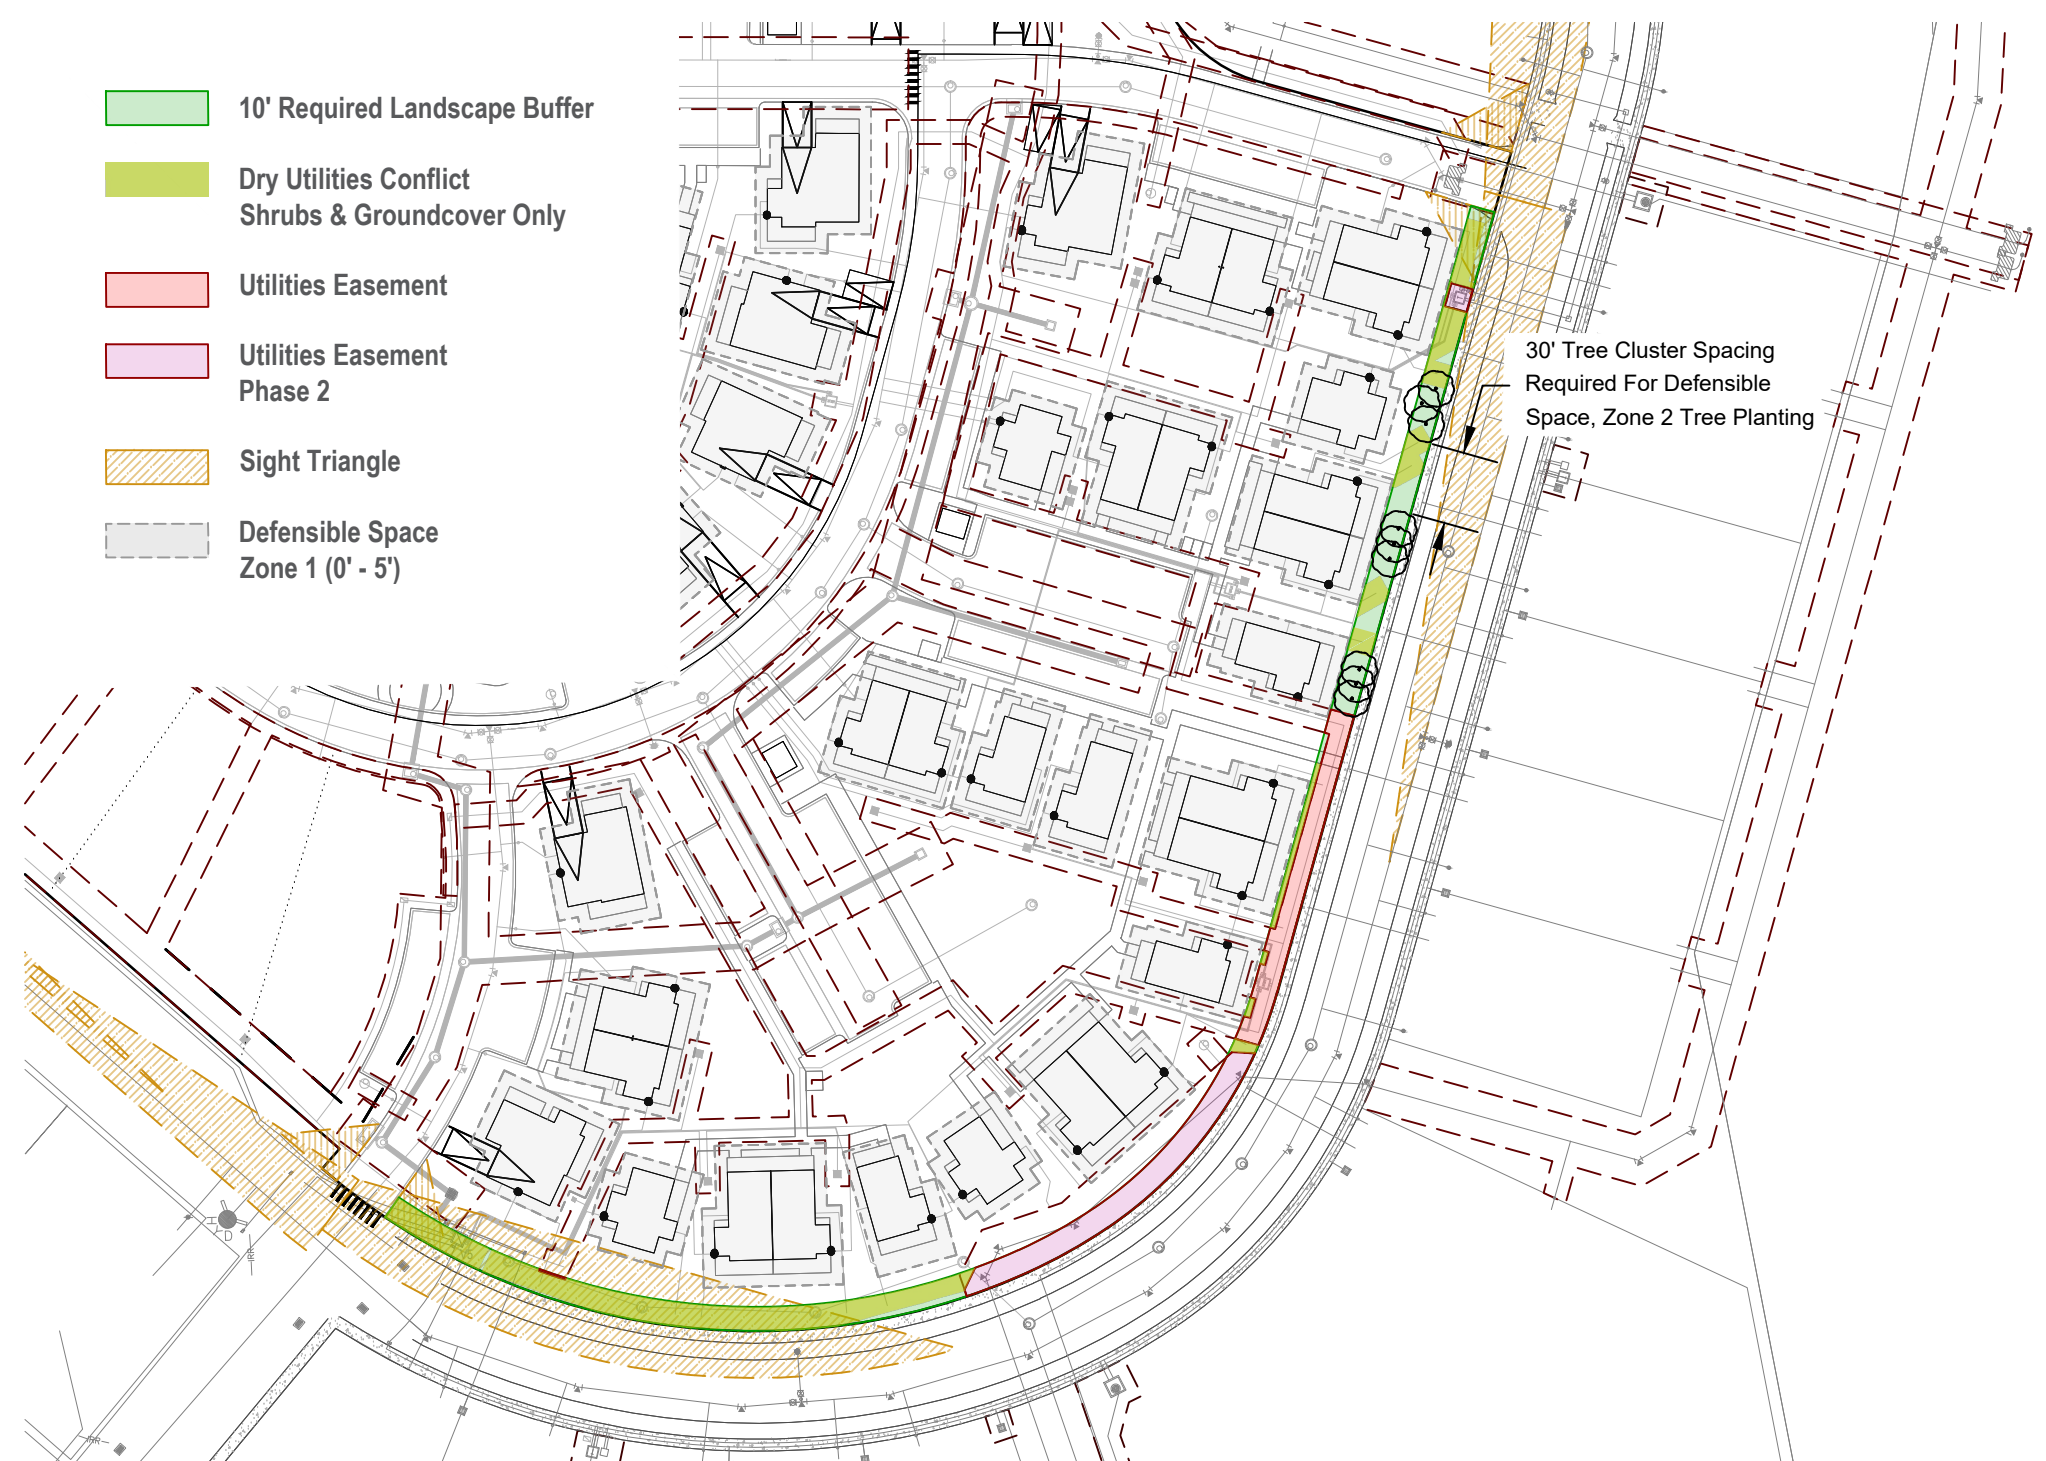 10' Required Landscape Buffer
Dry Utilities Conflict
Shrubs & Groundcover Only
Utilities Easement
Utilities Easement
Phase 2
Sight Triangle
Defensible Space
Zone 1 (0' - 5')
30' Tree Cluster Spacing
Required For Defensible
Space, Zone 2 Tree Planting